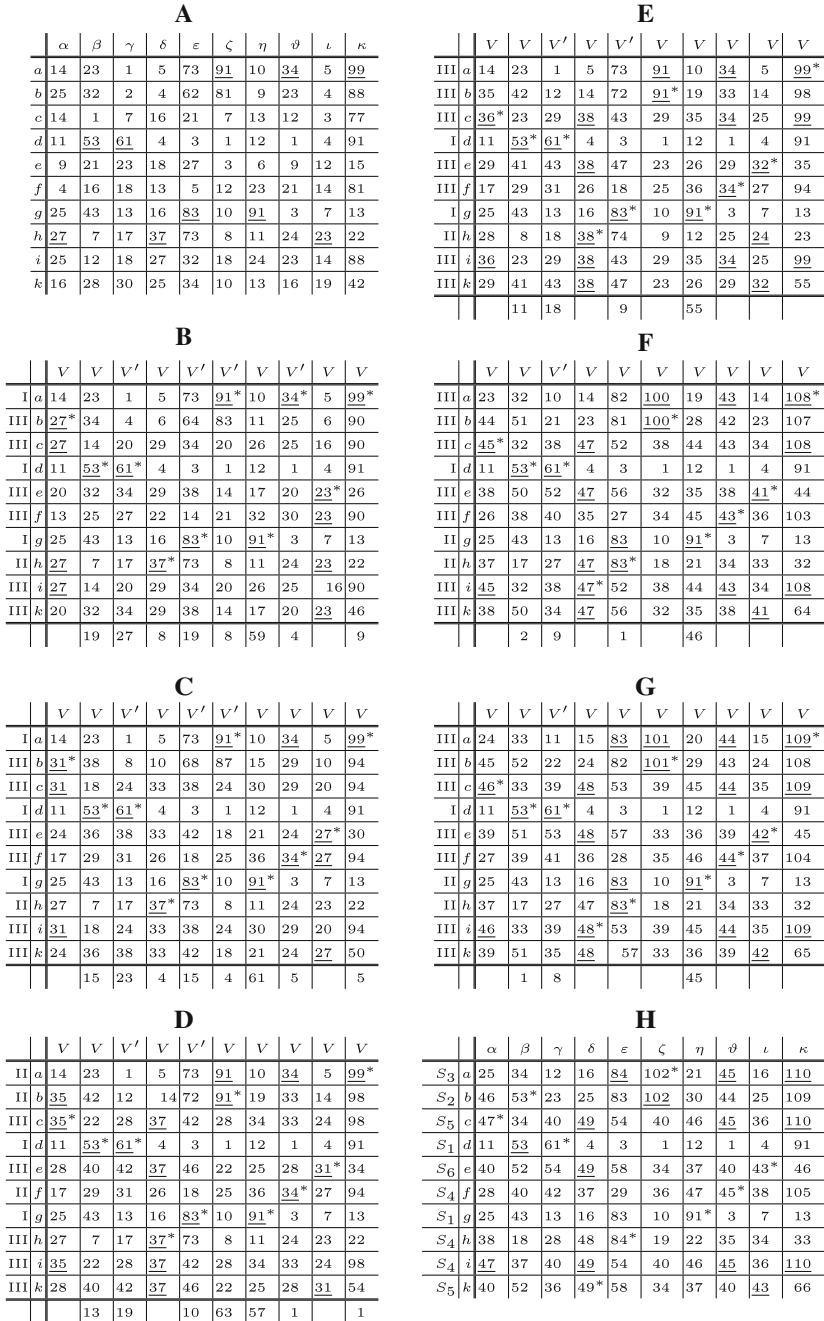 A
α β γ δ ε ζ η ϑ ι κ
a 14 23 1 5 73 91 10 34 5 99
b 25 32 2 4 62 81 9 23 4 88
c 14 1 7 16 21 7 13 12 3 77
d 11 53 61 4 3 1 12 1 4 91
e 9 21 23 18 27 3 6 9 12 15
f 4 16 18 13 5 12 23 21 14 81
g 25 43 13 16 83 10 91 3 7 13
h 27 7 17 37 73 8 11 24 23 22
i 25 12 18 27 32 18 24 23 14 88
k 16 28 30 25 34 10 13 16 19 42
B
V V V′ V V′ V′ V V′ V V
I a 14 23 1 5 73 91* 10 34* 5 99*
III b 27* 34 4 6 64 83 11 25 6 90
III c 27 14 20 29 34 20 26 25 16 90
I d 11 53* 61* 4 3 1 12 1 4 91
III e 20 32 34 29 38 14 17 20 23* 26
III f 13 25 27 22 14 21 32 30 23 90
I g 25 43 13 16 83* 10 91* 3 7 13
II h 27 7 17 37* 73 8 11 24 23 22
III i 27 14 20 29 34 20 26 25 16 90
III k 20 32 34 29 38 14 17 20 23 46
19 27 8 19 8 59 4 9
C
V V V′ V V′ V′ V V V V
I a 14 23 1 5 73 91* 10 34 5 99*
III b 31* 38 8 10 68 87 15 29 10 94
III c 31 18 24 33 38 24 30 29 20 94
I d 11 53* 61* 4 3 1 12 1 4 91
III e 24 36 38 33 42 18 21 24 27* 30
III f 17 29 31 26 18 25 36 34* 27 94
I g 25 43 13 16 83* 10 91* 3 7 13
II h 27 7 17 37* 73 8 11 24 23 22
III i 31 18 24 33 38 24 30 29 20 94
III k 24 36 38 33 42 18 21 24 27 50
15 23 4 15 4 61 5 5
D
V V V′ V V′ V V V V V
II a 14 23 1 5 73 91 10 34 5 99*
II b 35 42 12 14 72 91* 19 33 14 98
III c 35* 22 28 37 42 28 34 33 24 98
I d 11 53* 61* 4 3 1 12 1 4 91
III e 28 40 42 37 46 22 25 28 31* 34
II f 17 29 31 26 18 25 36 34* 27 94
I g 25 43 13 16 83* 10 91* 3 7 13
III h 27 7 17 37* 73 8 11 24 23 22
III i 35 22 28 37 42 28 34 33 24 98
III k 28 40 42 37 46 22 25 28 31 54
13 19 10 63 57 1 1
E
V V V′ V V′ V V V V V
III a 14 23 1 5 73 91 10 34 5 99*
III b 35 42 12 14 72 91* 19 33 14 98
III c 36* 23 29 38 43 29 35 34 25 99
I d 11 53* 61* 4 3 1 12 1 4 91
III e 29 41 43 38 47 23 26 29 32* 35
III f 17 29 31 26 18 25 36 34* 27 94
I g 25 43 13 16 83* 10 91* 3 7 13
II h 28 8 18 38* 74 9 12 25 24 23
III i 36 23 29 38 43 29 35 34 25 99
III k 29 41 43 38 47 23 26 29 32 55
11 18 9 55
F
V V V′ V V V V V V V
III a 23 32 10 14 82 100 19 43 14 108*
III b 44 51 21 23 81 100* 28 42 23 107
III c 45* 32 38 47 52 38 44 43 34 108
I d 11 53* 61* 4 3 1 12 1 4 91
III e 38 50 52 47 56 32 35 38 41* 44
III f 26 38 40 35 27 34 45 43* 36 103
II g 25 43 13 16 83 10 91* 3 7 13
II h 37 17 27 47 83* 18 21 34 33 32
III i 45 32 38 47* 52 38 44 43 34 108
III k 38 50 34 47 56 32 35 38 41 64
2 9 1 46
G
V V V′ V V V V V V V
III a 24 33 11 15 83 101 20 44 15 109*
III b 45 52 22 24 82 101* 29 43 24 108
III c 46* 33 39 48 53 39 45 44 35 109
I d 11 53* 61* 4 3 1 12 1 4 91
III e 39 51 53 48 57 33 36 39 42* 45
III f 27 39 41 36 28 35 46 44* 37 104
II g 25 43 13 16 83 10 91* 3 7 13
II h 37 17 27 47 83* 18 21 34 33 32
III i 46 33 39 48* 53 39 45 44 35 109
III k 39 51 35 48 57 33 36 39 42 65
1 8 45
H
α β γ δ ε ζ η ϑ ι κ
S3 a 25 34 12 16 84 102* 21 45 16 110
S2 b 46 53* 23 25 83 102 30 44 25 109
S5 c 47* 34 40 49 54 40 46 45 36 110
S1 d 11 53 61* 4 3 1 12 1 4 91
S6 e 40 52 54 49 58 34 37 40 43* 46
S4 f 28 40 42 37 29 36 47 45* 38 105
S1 g 25 43 13 16 83 10 91* 3 7 13
S4 h 38 18 28 48 84* 19 22 35 34 33
S4 i 47 37 40 49 54 40 46 45 36 110
S5 k 40 52 36 49* 58 34 37 40 43 66